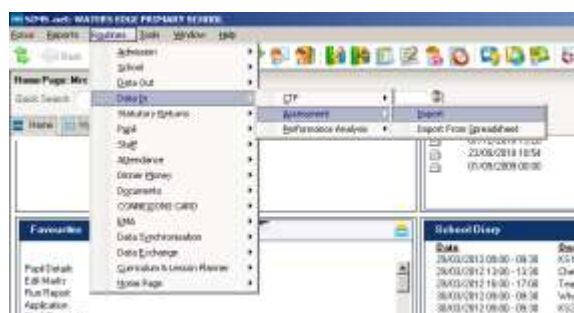 SIMS .net: WATERS EDGE PRIMARY SCHOOL
Focus Reports Routines Tools Window Help
Admission
School
Data Out
Home Page: Mrs
Quick Search
Data In
CTF
Statutory Returns
Assessment
Import
Home
Pupil
Performance Analysis
Import From Spreadsheet
Staff
23/09/2010 10:54
Attendance
01/09/2009 00:00
Dinner Money
Documents
CONNEXIONS CARD
EMA
Favourites
School Diary
Data Synchronisation
Data Exchange
Date
Pupil Details
Curriculum & Lesson Planner
29/03/2012 09:00 - 09:30 KS1
Edit Marks
Home Page
29/03/2012 13:00 - 13:30
Run Report
29/03/2012 16:00 - 17:00
Application
30/03/2012 09:00 - 09:30
30/03/2012 09:00 - 09:30 KS2